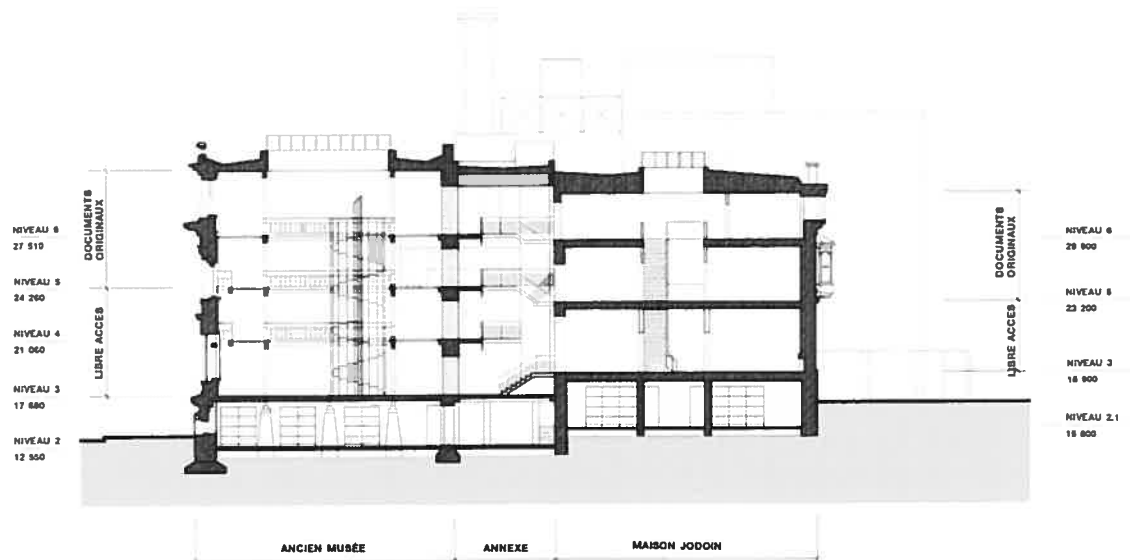 DOCUMENTS
ORIGINAUX
LIBRE ACCES
NIVEAU 6
27 510
NIVEAU 5
24 260
NIVEAU 4
21 060
NIVEAU 3
17 680
NIVEAU 2
12 550
DOCUMENTS
ORIGINAUX
LIBRE ACCES
NIVEAU 6
NIVEAU 5
23 200
NIVEAU 3
NIVEAU 2.1
ANCIEN MUSÉE
ANNEXE
MAISON JODOIN